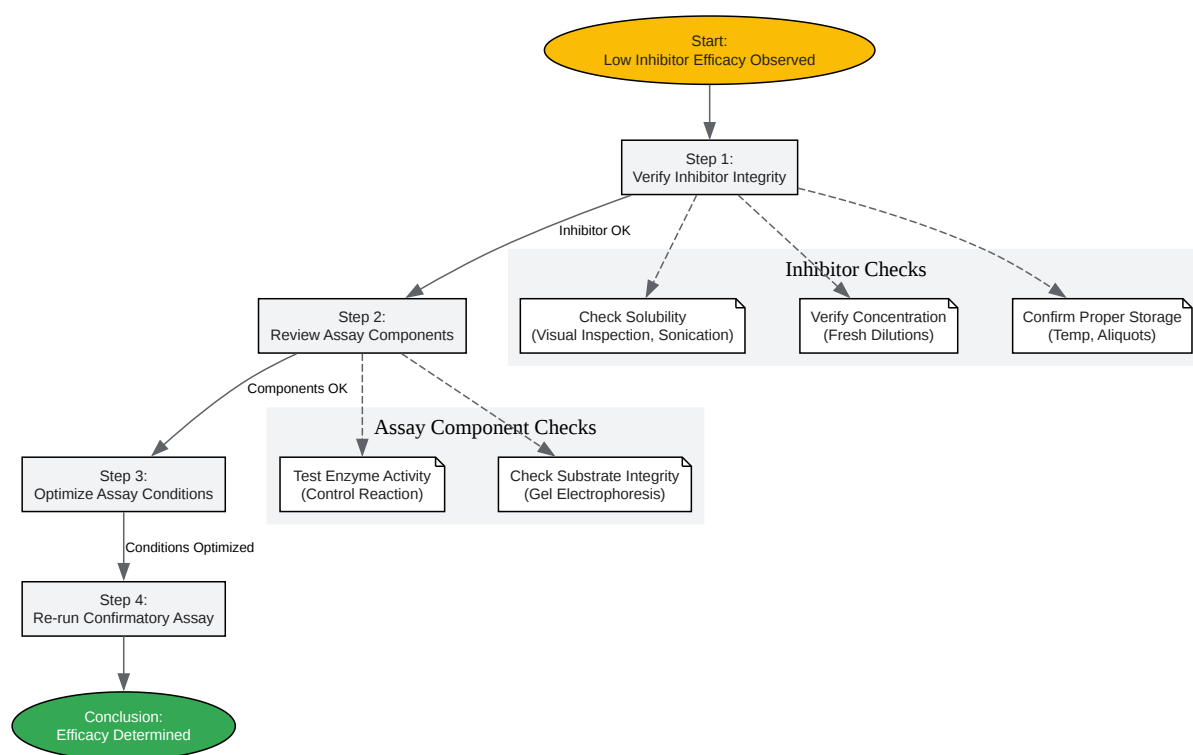 Start:
Low Inhibitor Efficacy Observed
Step 1:
Verify Inhibitor Integrity
Inhibitor OK
Inhibitor Checks
Check Solubility
(Visual Inspection, Sonication)
Verify Concentration
(Fresh Dilutions)
Confirm Proper Storage
(Temp, Aliquots)
Step 2:
Review Assay Components
Components OK
Assay Component Checks
Test Enzyme Activity
(Control Reaction)
Check Substrate Integrity
(Gel Electrophoresis)
Step 3:
Optimize Assay Conditions
Conditions Optimized
Step 4:
Re-run Confirmatory Assay
Conclusion:
Efficacy Determined